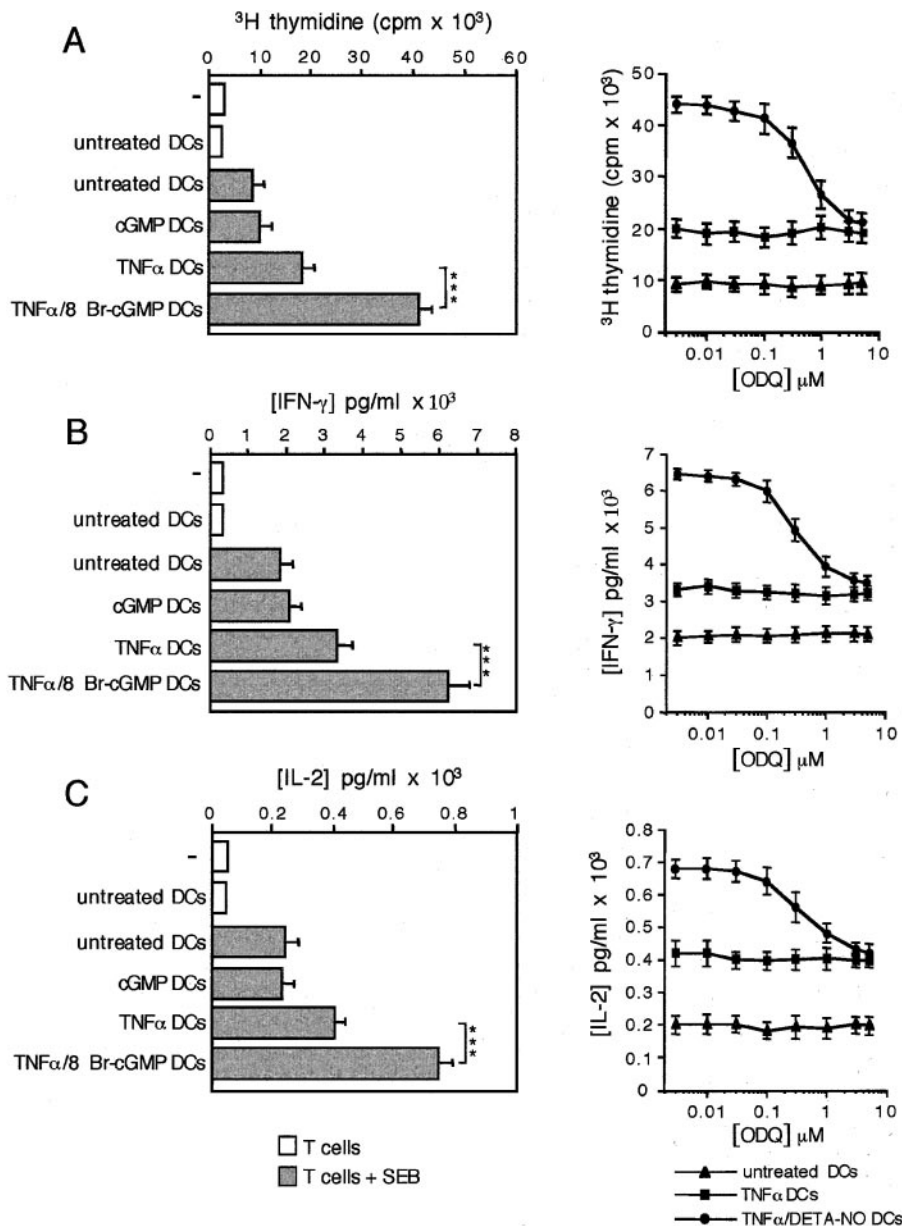 A
³H thymidine (cpm x 10³)
0 10 20 30 40 50 60
-
untreated DCs
untreated DCs
cGMP DCs
TNFα DCs
TNFα/8 Br-cGMP DCs
***
³H thymidine (cpm x 10³)
50
40
30
20
10
0
0.01 0.1 1 10
[ODQ] μM
B
[IFN-γ] pg/ml x 10³
0 1 2 3 4 5 6 7 8
-
untreated DCs
untreated DCs
cGMP DCs
TNFα DCs
TNFα/8 Br-cGMP DCs
***
[IFN-γ] pg/ml x 10³
7
6
5
4
3
2
1
0
0.01 0.1 1 10
[ODQ] μM
C
[IL-2] pg/ml x 10³
0 0.2 0.4 0.6 0.8 1
-
untreated DCs
untreated DCs
cGMP DCs
TNFα DCs
TNFα/8 Br-cGMP DCs
***
[IL-2] pg/ml x 10³
0.8
0.7
0.6
0.5
0.4
0.3
0.2
0.1
0
0.01 0.1 1 10
[ODQ] μM
T cells
T cells + SEB
untreated DCs
TNFα DCs
TNFα/DETA-NO DCs